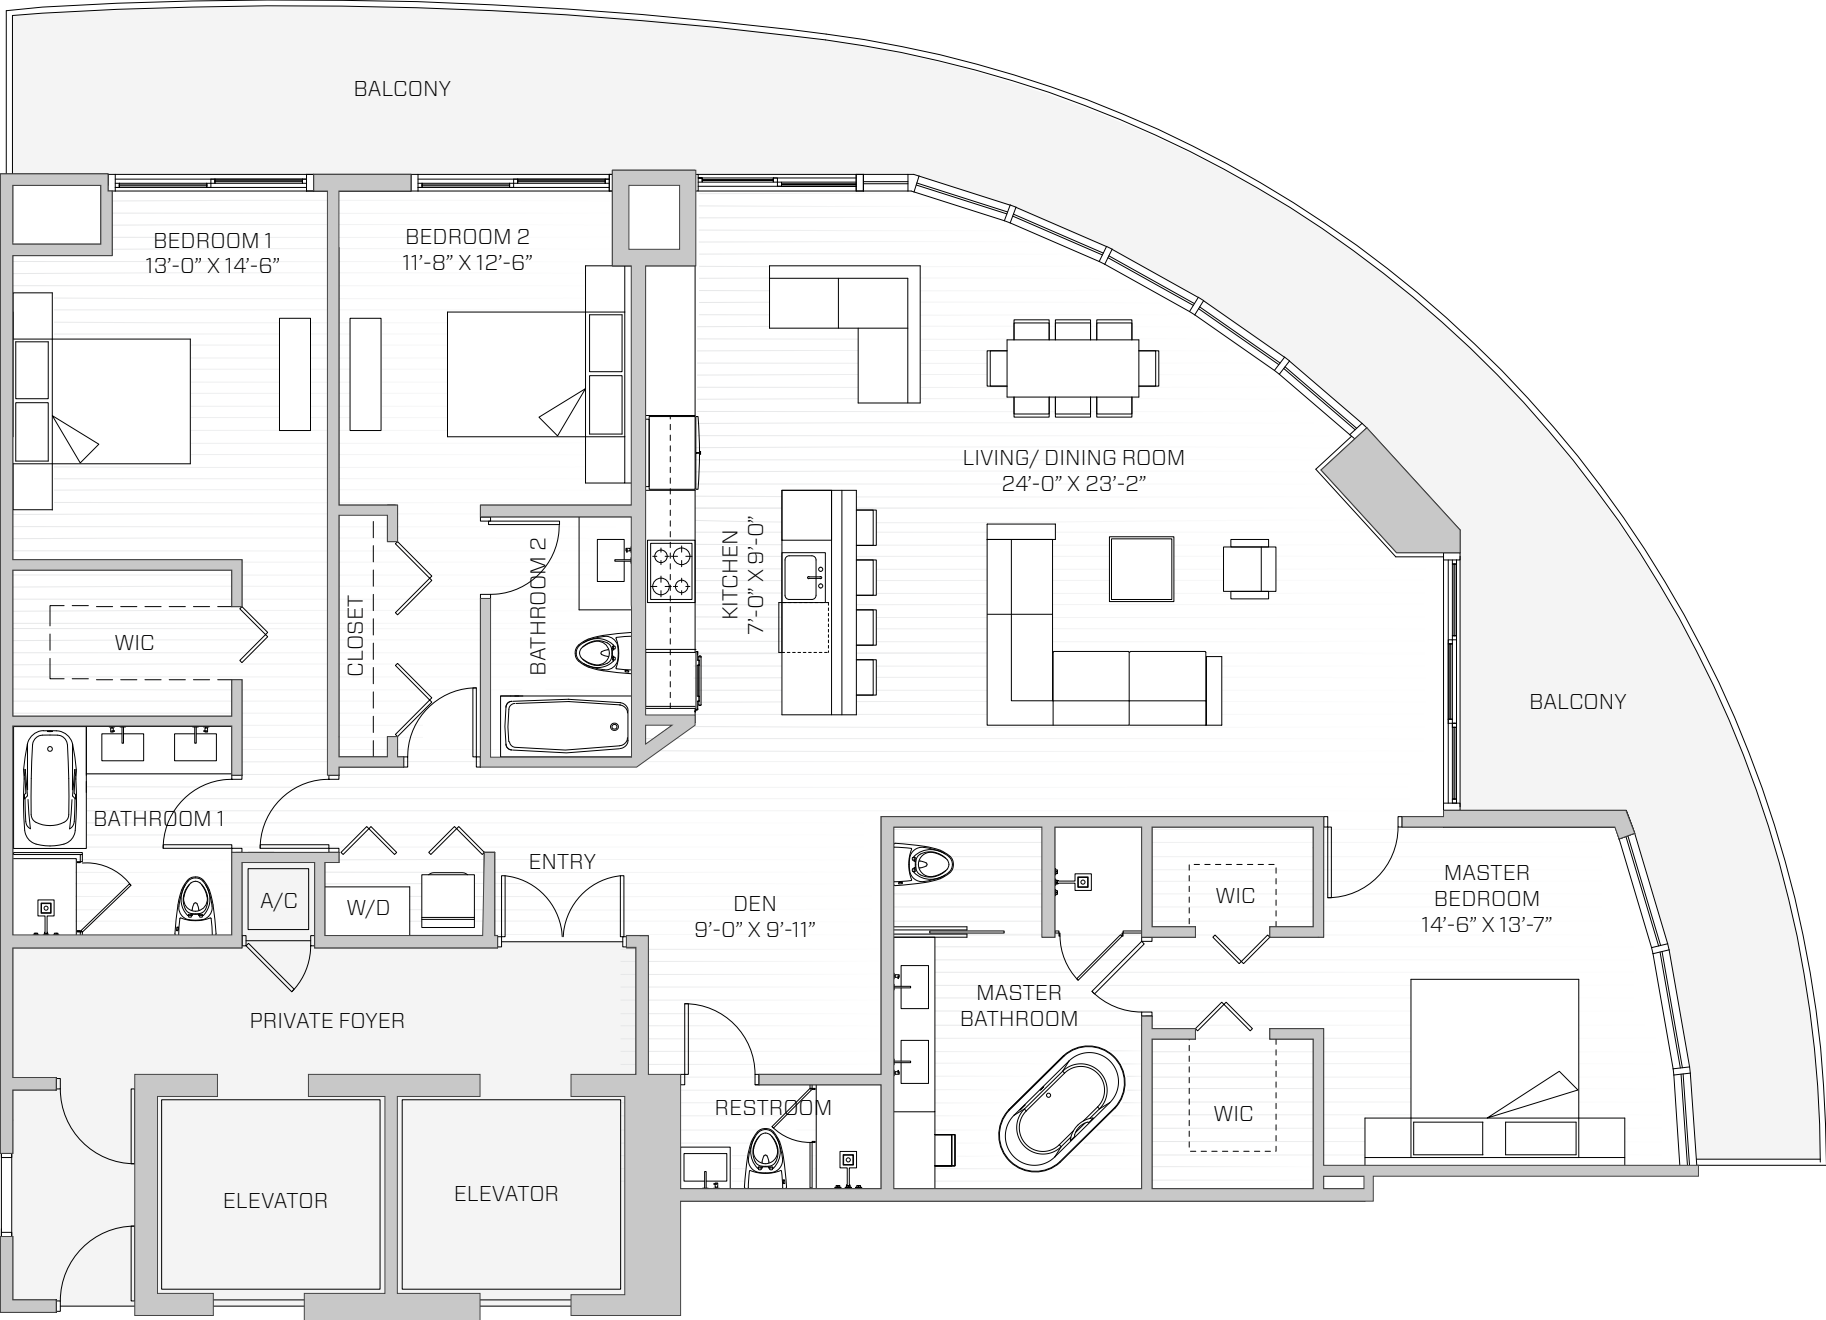 BALCONY
BEDROOM 1
13’-0” X 14’-6”
BEDROOM 2
11’-8” X 12’-6”
LIVING/ DINING ROOM
24’-0” X 23’-2”
KITCHEN
7’-0” X 9’-0”
BATHROOM 2
CLOSET
WIC
BALCONY
BATHROOM 1
ENTRY
A/C
W/D
DEN
9’-0” X 9’-11”
WIC
MASTER
BEDROOM
14’-6” X 13’-7”
MASTER
BATHROOM
PRIVATE FOYER
RESTROOM
WIC
ELEVATOR
ELEVATOR